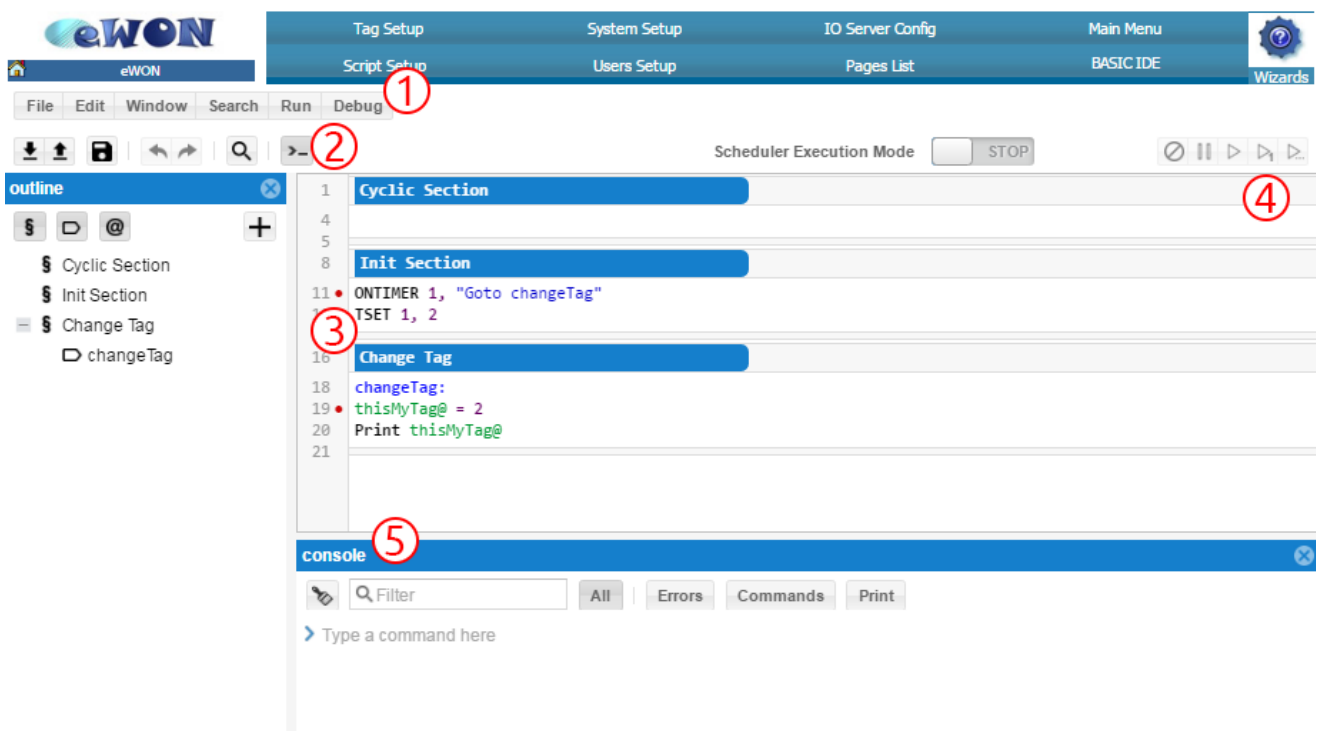 eWON
Tag Setup
System Setup
IO Server Config
Main Menu
eWON
Script Setup
Users Setup
Pages List
BASIC IDE
Wizards
File Edit Window Search Run Debug
1
2
Scheduler Execution Mode STOP
outline
§ @ +
§ Cyclic Section
§ Init Section
§ Change Tag
changeTag
4
1 Cyclic Section
4
5
8 Init Section
11 ONTIMER 1, "Goto changeTag"
TSET 1, 2
3
16 Change Tag
18 changeTag:
19 thisMyTag@ = 2
20 Print thisMyTag@
21
5
console
Filter All Errors Commands Print
Type a command here